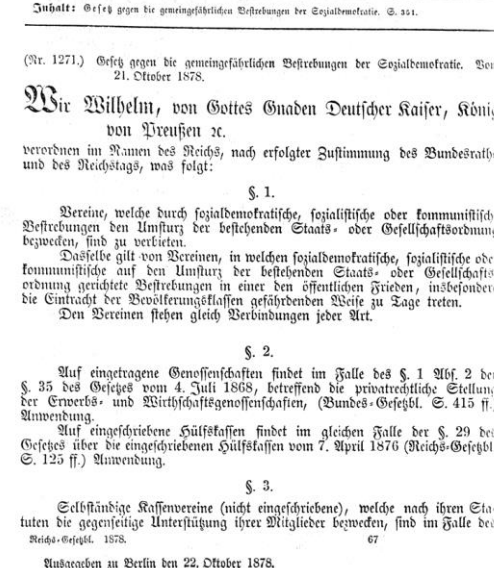 Inhalt: Gesetz gegen die gemeingefährlichen Bestrebungen der Sozialdemokratie. S. 351.
(Nr. 1271.) Gesetz gegen die gemeingefährlichen Bestrebungen der Sozialdemokratie. Von
21. Oktober 1878.
Wir Wilhelm, von Gottes Gnaden Deutscher Kaiser, König
von Preußen ꝛc.
verordnen im Namen des Reichs, nach erfolgter Zustimmung des Bundesraths
und des Reichstags, was folgt:
§. 1.
Vereine, welche durch sozialdemokratische, sozialistische oder kommunistisch
Bestrebungen den Umsturz der bestehenden Staats- oder Gesellschaftsordnung
bezwecken, sind zu verbieten.
Dasselbe gilt von Vereinen, in welchen sozialdemokratische, sozialistische ode
kommunistische auf den Umsturz der bestehenden Staats- oder Gesellschafts
ordnung gerichtete Bestrebungen in einer den öffentlichen Frieden, insbesonder
die Eintracht der Bevölkerungsklassen gefährdenden Weise zu Tage treten.
Den Vereinen stehen gleich Verbindungen jeder Art.
§. 2.
Auf eingetragene Genossenschaften findet im Falle des §. 1 Abs. 2 der
§. 35 des Gesetzes vom 4. Juli 1868, betreffend die privatrechtliche Stellung
der Erwerbs- und Wirthschaftsgenossenschaften, (Bundes-Gesetzbl. S. 415 ff.)
Anwendung.
Auf eingeschriebene Hülfskassen findet im gleichen Falle der §. 29 des
Gesetzes über die eingeschriebenen Hülfskassen vom 7. April 1876 (Reichs-Gesetzbl
S. 125 ff.) Anwendung.
§. 3.
Selbständige Kassenvereine (nicht eingeschriebene), welche nach ihren Sta-
tuten die gegenseitige Unterstützung ihrer Mitglieder bezwecken, sind im Falle des
Reichs-Gesetzbl. 1878. 67
Ausgegeben zu Berlin den 22. Oktober 1878.